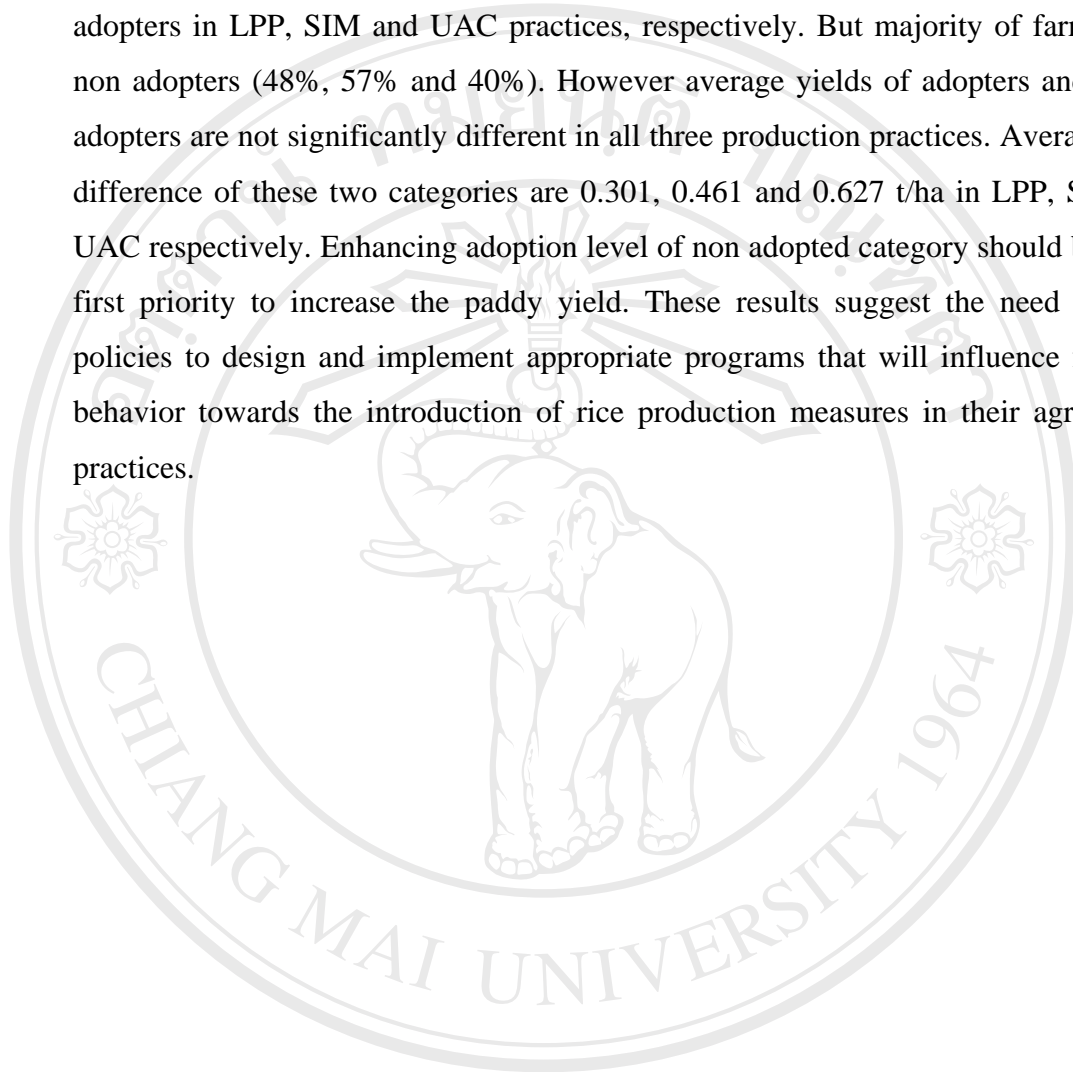 adopters in LPP, SIM and UAC practices, respectively. But majority of farr
non adopters (48%, 57% and 40%). However average yields of adopters and
adopters are not significantly different in all three production practices. Avera
difference of these two categories are 0.301, 0.461 and 0.627 t/ha in LPP, S
UAC respectively. Enhancing adoption level of non adopted category should b
first priority to increase the paddy yield. These results suggest the need
policies to design and implement appropriate programs that will influence
behavior towards the introduction of rice production measures in their agr
practices.
CHIANG MAI UNIVERSITY 1964